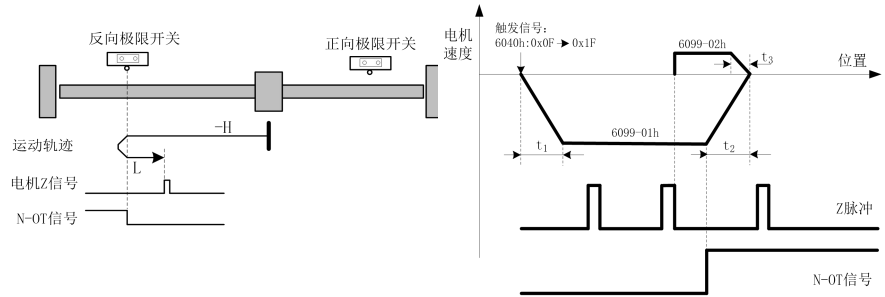 反向极限开关
正向极限开关
-H
运动轨迹
L
电机Z信号
N-OT信号
电机
速度
触发信号：
6040h:0x0F→0x1F
6099-02h
t3
位置
6099-01h
t1
t2
Z脉冲
N-OT信号